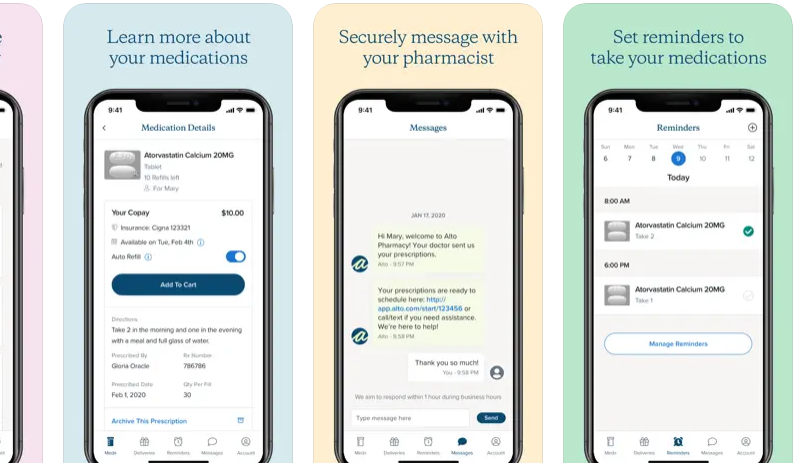 Learn more about
your medications
9:41
Medication Details
Atorvastatin Calcium 20MG
Tablet
10 Refills left
For Mary
Your Copay $10.00
Insurance: Cigna 123321
Available on Tue, Feb 4th
Auto Refill
Add To Cart
Directions
Take 2 in the morning and one in the evening
with a meal and full glass of water.
Prescribed By Rx Number
Gloria Oracle 786786
Prescribed Date Qty Per Fill
Feb 1, 2020 30
Archive This Prescription
Meds Deliveries Reminders Messages Account
Securely message with
your pharmacist
9:41
Messages
JAN 17, 2020
Hi Mary, welcome to Alto
Pharmacy! Your doctor sent us
your prescriptions.
Alto - 9:57 PM
Your prescriptions are ready to
schedule here: http://
app.alto.com/start/123456 or
call/text if you need assistance.
We're here to help!
Alto - 9:58 PM
Thank you so much!
You - 9:58 PM
We aim to respond within 1 hour during business hours
Type message here Send
Meds Deliveries Reminders Messages Account
Set reminders to
take your medications
9:41
Reminders
Sun Mon Tue Wed Thu Fri Sat
6 7 8 9 10 11 12
Today
8:00 AM
Atorvastatin Calcium 20MG
Take 2
6:00 PM
Atorvastatin Calcium 20MG
Take 1
Manage Reminders
Meds Deliveries Reminders Messages Account